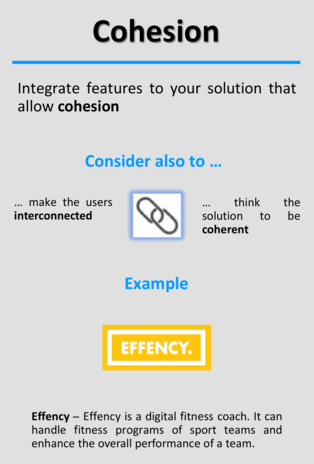 Cohesion
Integrate features to your solution that
allow cohesion
Consider also to …
… make the users
interconnected
… think the
solution to be
coherent
Example
EFFENCY.
Effency – Effency is a digital fitness coach. It can
handle fitness programs of sport teams and
enhance the overall performance of a team.